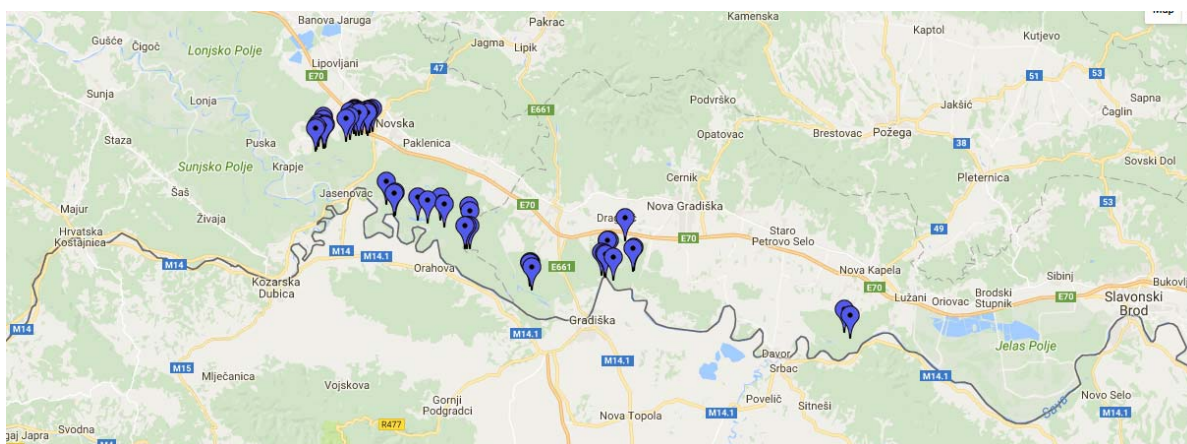 Banova Jaruga
Pakrac
Kamenska
Kaptol
Kutjevo
Gušće
Čigoč
Lonjsko Polje
Jagma
Lipik
Lipovljani
E70
47
51
53
Sunja
Lonja
E661
Podvrško
Jakšić
Čaglin
Staza
Puska
Novska
Paklenica
Opatovac
Brestovac
Požega
38
Sunjsko Polje
Krapje
Sovski Dol
Cernik
Pleternica
Šaš
Jasenovac
Majur
Živaja
E70
Nova Gradiška
53
Hrvatska
Kostajnica
M14
E70
Staro
Petrovo Selo
49
M14
M14.1
Orahova
E661
Nova Kapela
Sibinj
Kozarska
Dubica
E70
Lužani
Oriovac
Brodski
Stupnik
E70
Slavonski
Brod
Gradiška
M14
M14.1
Jelas Polje
M15
M14.1
Davor
Srbac
M14.1
Mlječanica
Vojskova
Povelič
Sitneši
Gornji
Podgradci
Nova Topola
M14.1
Sava
Novo Selo
M14.1
Svodna
R477